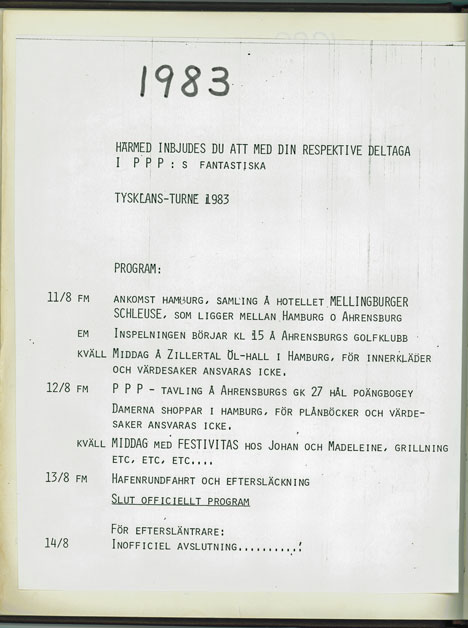 1983
HÄRMED INBJUDES DU ATT MED DIN RESPEKTIVE DELTAGA
I P P P : S FANTASTISKA
TYSKLANS-TURNE 1983
PROGRAM:
11/8 FM ANKOMST HAMBURG, SAMLING Å HOTELLET MELLINGBURGER
SCHLEUSE, SOM LIGGER MELLAN HAMBURG O AHRENSBURG
EM INSPELNINGEN BÖRJAR KL 15 Å AHRENSBURGS GOLFKLUBB
KVÄLL MIDDAG Å ZILLERTAL ÖL-HALL I HAMBURG, FÖR INNERKLÄDER
OCH VÄRDESAKER ANSVARAS ICKE.
12/8 FM P P P - TAVLING Å AHRENSBURGS GK 27 HÅL POÄNGBOGEY
DAMERNA SHOPPAR I HAMBURG, FÖR PLÅNBÖCKER OCH VÄRDE-
SAKER ANSVARAS ICKE.
KVÄLL MIDDAG MED FESTIVITAS HOS JOHAN OCH MADELEINE, GRILLNING
ETC, ETC, ETC....
13/8 FM HAFENRUNDFAHRT OCH EFTERSLÄCKNING
SLUT OFFICIELLT PROGRAM
FÖR EFTERSLÄNTRARE:
14/8 INOFFICIEL AVSLUTNING..........!